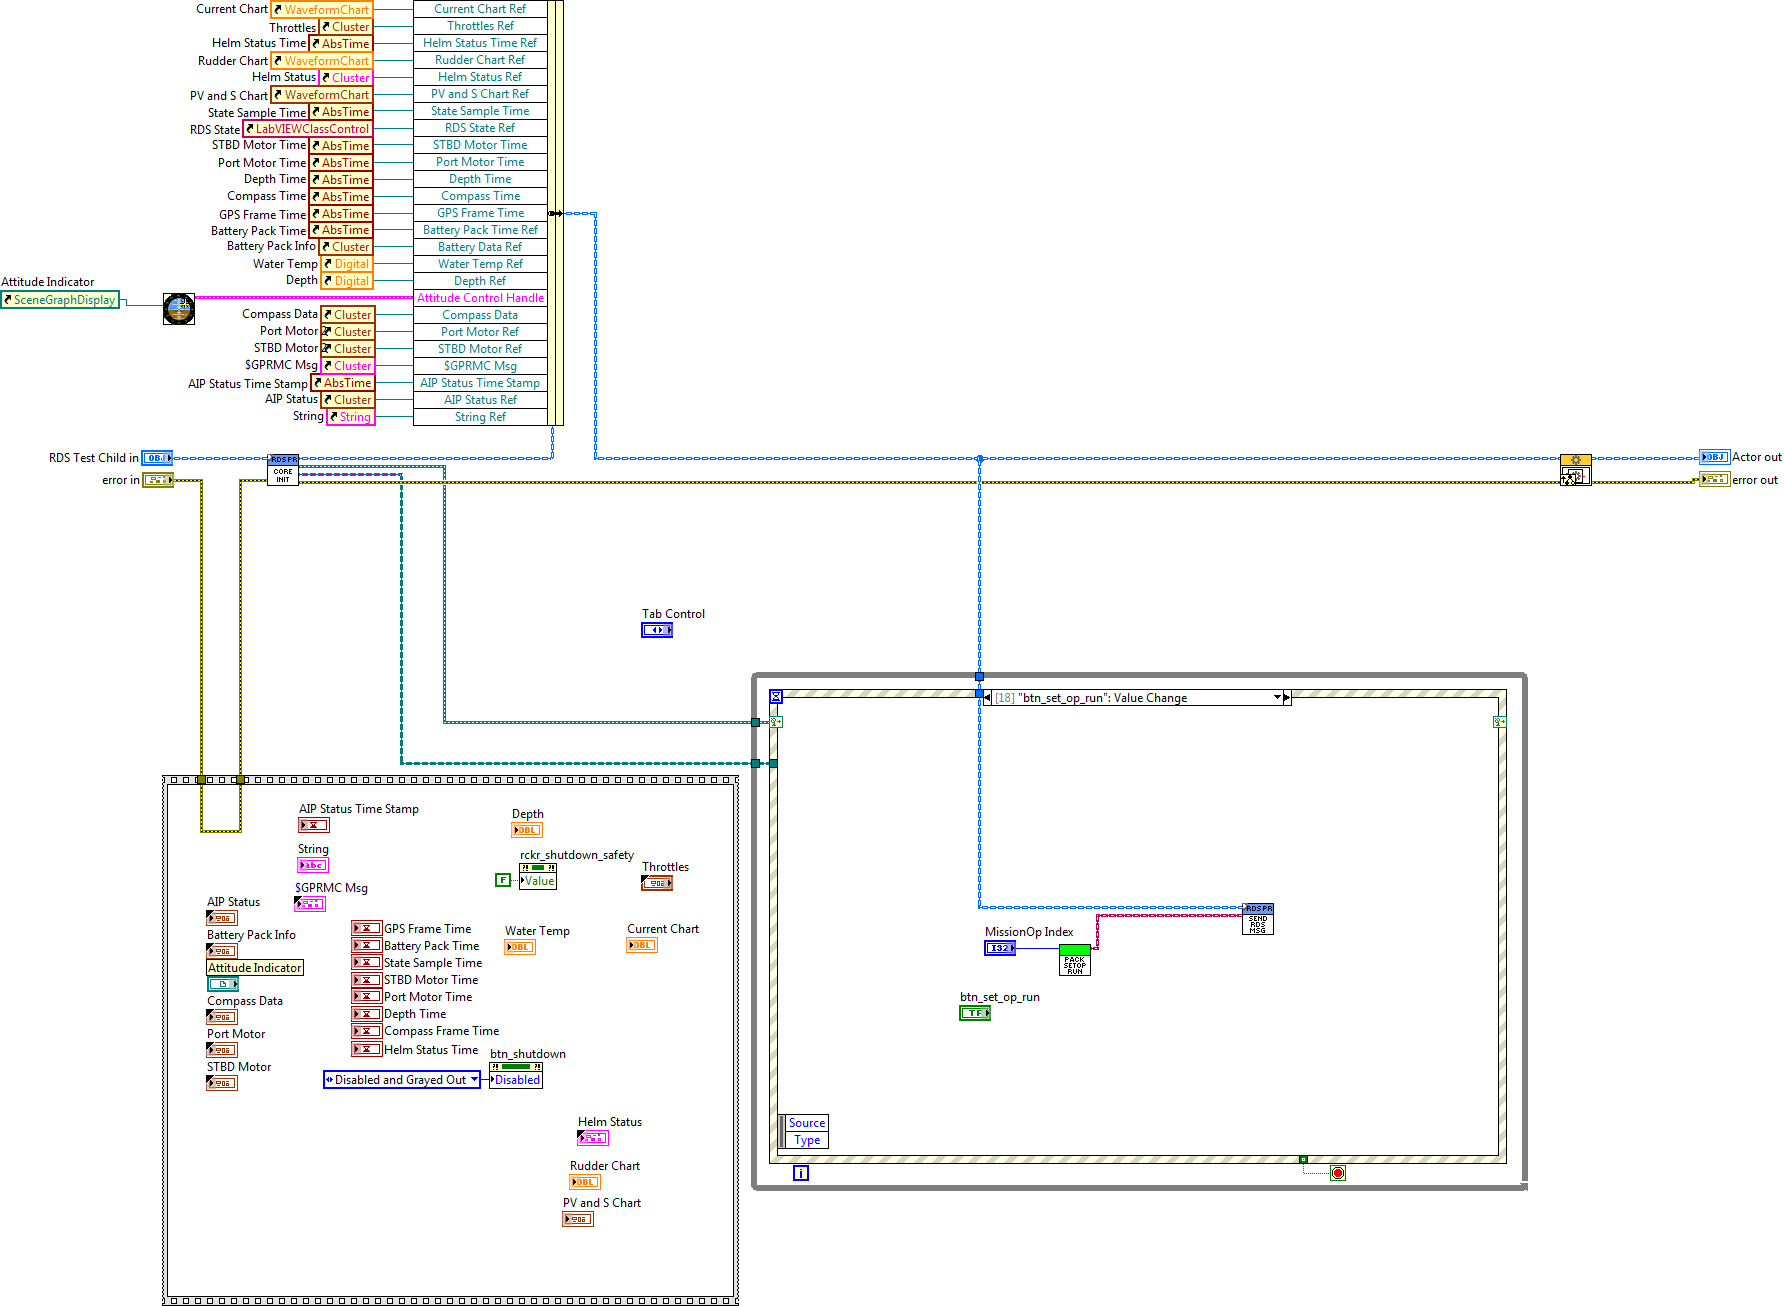 Current Chart WaveformChart Current Chart Ref
Throttles Cluster Throttles Ref
Helm Status Time AbsTime Helm Status Time Ref
Rudder Chart WaveformChart Rudder Chart Ref
Helm Status Cluster Helm Status Ref
PV and S Chart WaveformChart PV and S Chart Ref
State Sample Time AbsTime State Sample Time
RDS State LabVIEWClassControl RDS State Ref
STBD Motor Time AbsTime STBD Motor Time
Port Motor Time AbsTime Port Motor Time
Depth Time AbsTime Depth Time
Compass Time AbsTime Compass Time
GPS Frame Time AbsTime GPS Frame Time
Battery Pack Time AbsTime Battery Pack Time Ref
Battery Pack Info Cluster Battery Data Ref
Water Temp Digital Water Temp Ref
Depth Digital Depth Ref
Attitude Indicator
SceneGraphDisplay Attitude Control Handle
Compass Data Cluster Compass Data
Port Motor 2 Cluster Port Motor Ref
STBD Motor 2 Cluster STBD Motor Ref
$GPRMC Msg Cluster $GPRMC Msg
AIP Status Time Stamp AbsTime AIP Status Time Stamp
AIP Status Cluster AIP Status Ref
String String String Ref
RDS Test Child in OBJ
error in
RDS PR
CORE
INIT
OBJ Actor out
error out
Tab Control
[18] "btn_set_op_run": Value Change
AIP Status Time Stamp
String
abc
$GPRMC Msg
AIP Status
Battery Pack Info
Attitude Indicator
Compass Data
Port Motor
STBD Motor
GPS Frame Time
Battery Pack Time
State Sample Time
STBD Motor Time
Port Motor Time
Depth Time
Compass Frame Time
Helm Status Time
Depth
DBL
rckr_shutdown_safety
F
?! ?!
Value
Throttles
Water Temp
DBL
Current Chart
DBL
btn_shutdown
?! ?!
Disabled and Grayed Out Disabled
Helm Status
Rudder Chart
DBL
PV and S Chart
MissionOp Index
I32
PACK
SETOP
RUN
RDS PR
SEND
RDS
MSG
btn_set_op_run
TF
Source
Type
i